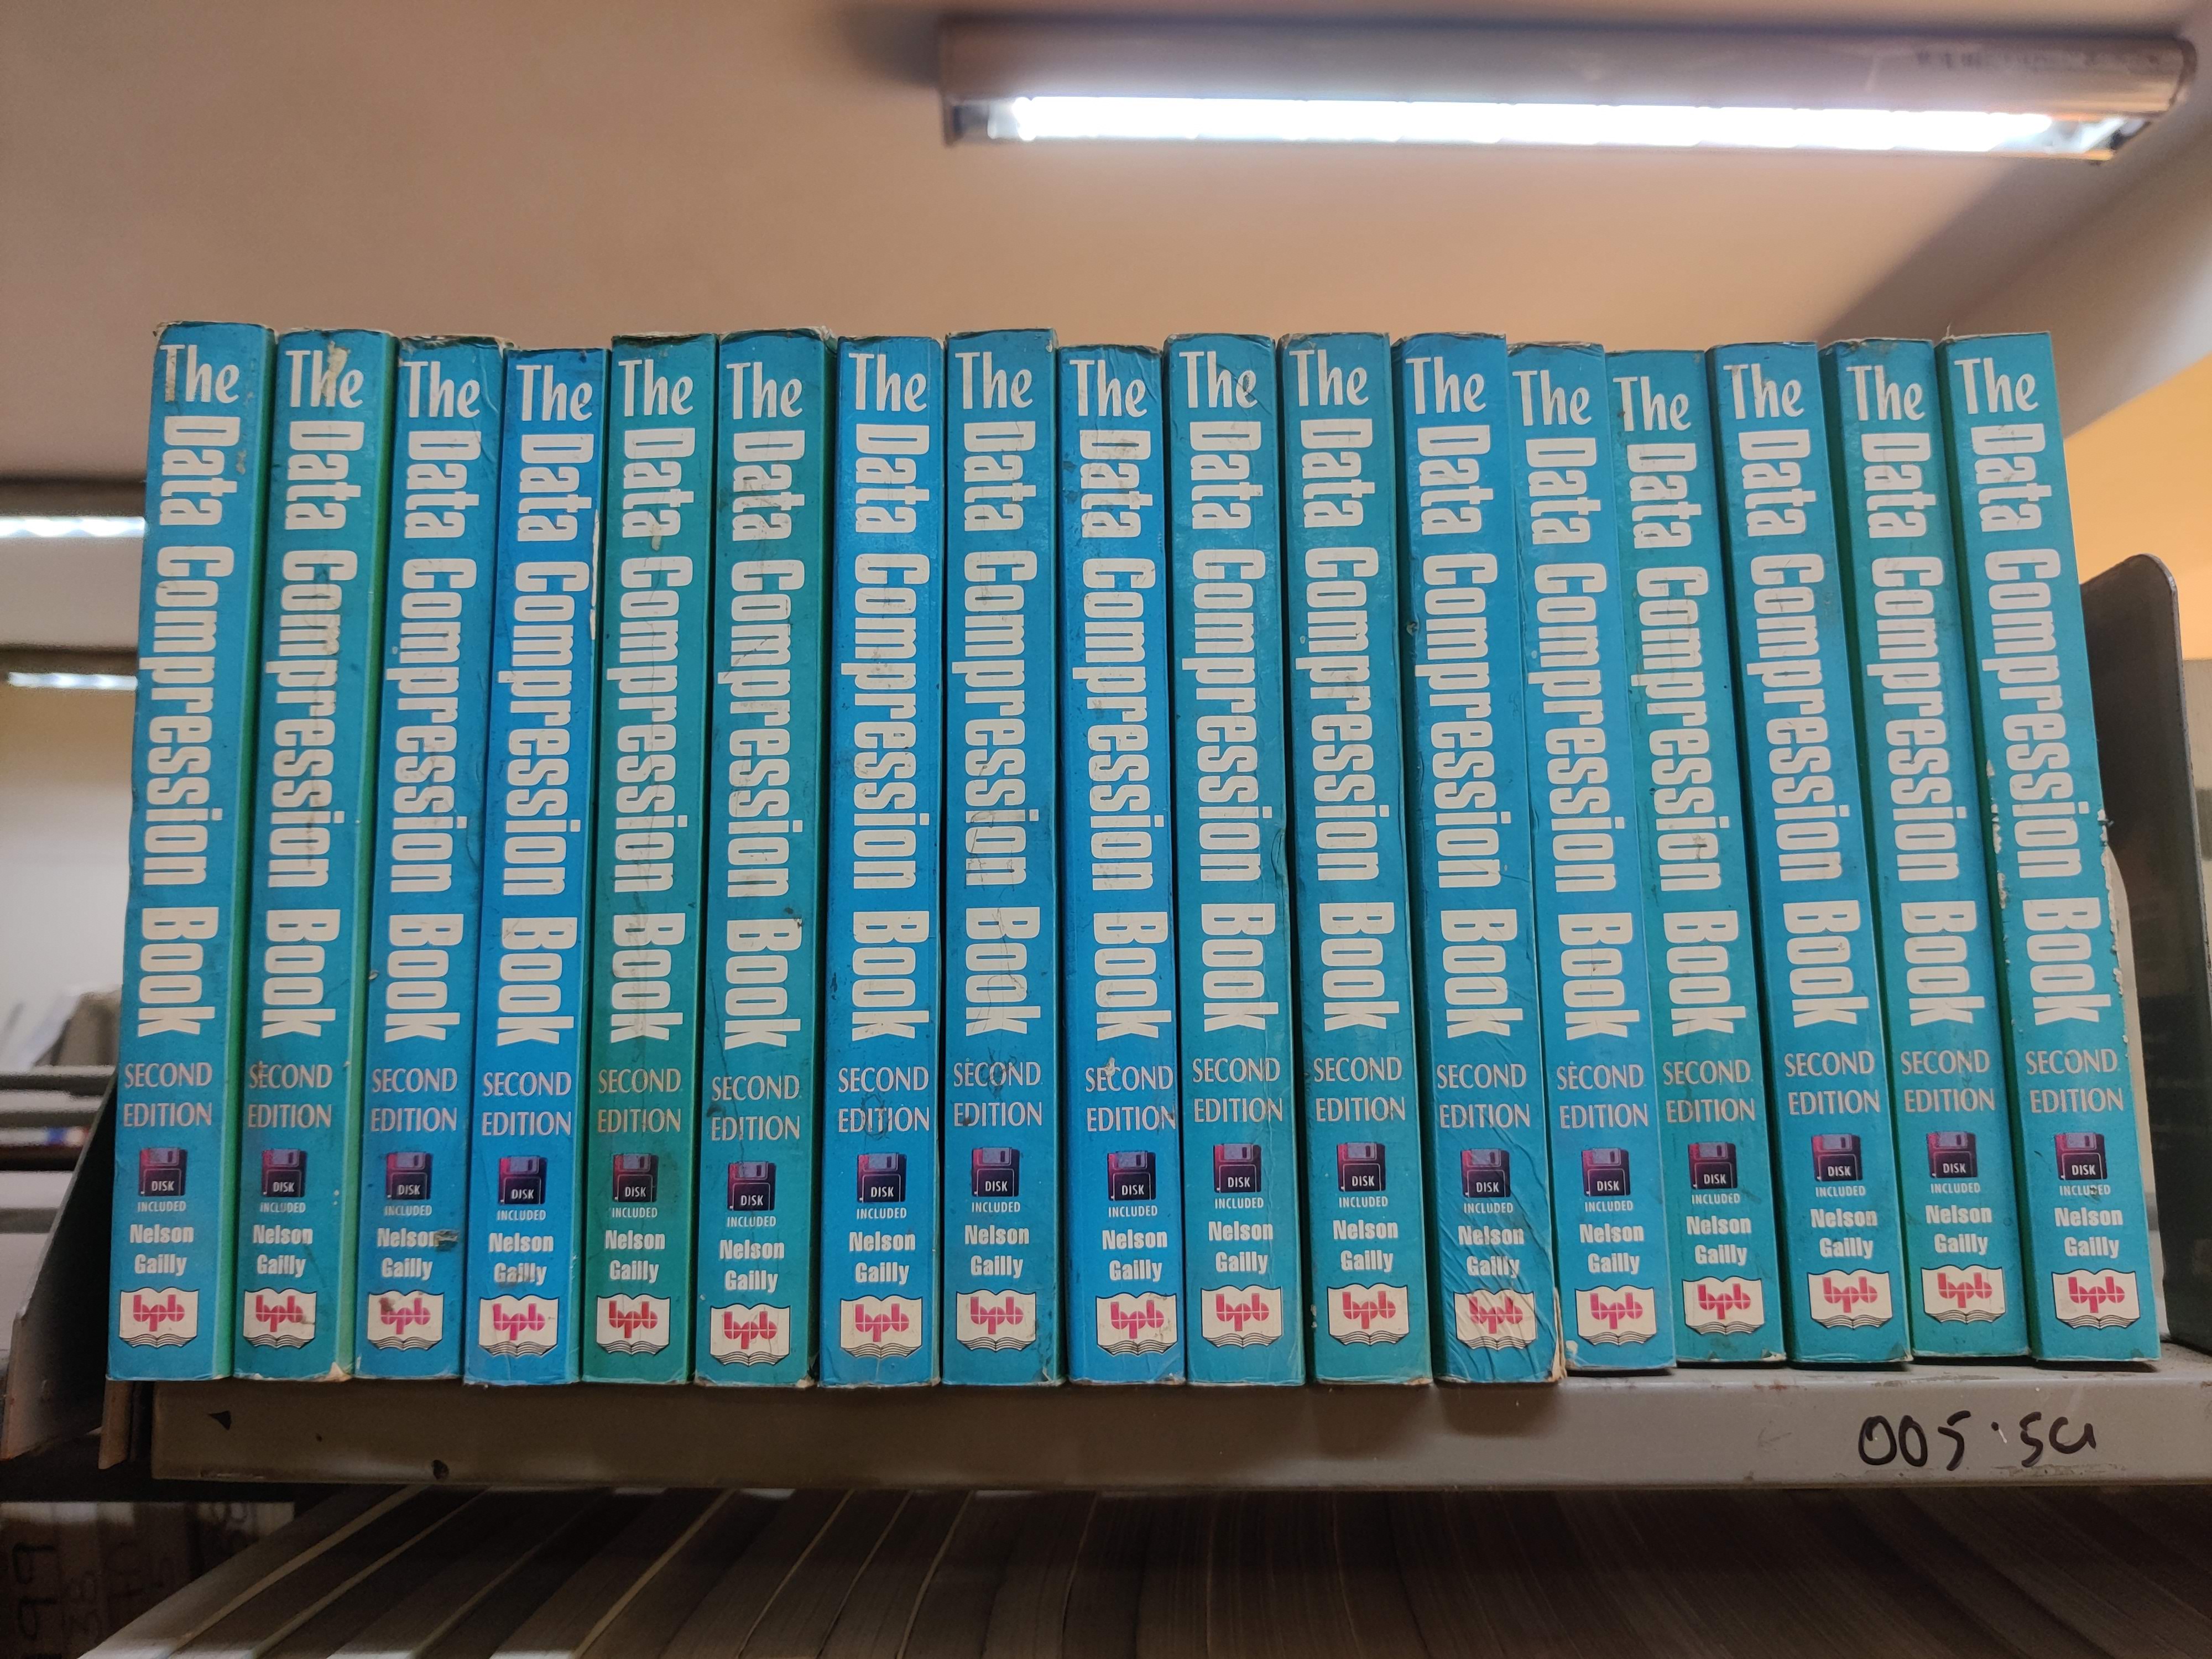 The
Data Compression Book
SECOND
EDITION
DISK
INCLUDED
Nelson
Gailly
bpb
The
Data Compression Book
SECOND
EDITION
DISK
INCLUDED
Nelson
Gailly
bpb
The
Data Compression Book
SECOND
EDITION
DISK
INCLUDED
Nelson
Gailly
bpb
The
Data Compression Book
SECOND
EDITION
DISK
INCLUDED
Nelson
Gailly
bpb
The
Data Compression Book
SECOND
EDITION
DISK
INCLUDED
Nelson
Gailly
bpb
The
Data Compression Book
SECOND
EDITION
DISK
INCLUDED
Nelson
Gailly
bpb
The
Data Compression Book
SECOND
EDITION
DISK
INCLUDED
Nelson
Gailly
bpb
The
Data Compression Book
SECOND
EDITION
DISK
INCLUDED
Nelson
Gailly
bpb
The
Data Compression Book
SECOND
EDITION
DISK
INCLUDED
Nelson
Gailly
bpb
The
Data Compression Book
SECOND
EDITION
DISK
INCLUDED
Nelson
Gailly
bpb
The
Data Compression Book
SECOND
EDITION
DISK
INCLUDED
Nelson
Gailly
bpb
The
Data Compression Book
SECOND
EDITION
DISK
INCLUDED
Nelson
Gailly
bpb
The
Data Compression Book
SECOND
EDITION
DISK
INCLUDED
Nelson
Gailly
bpb
The
Data Compression Book
SECOND
EDITION
DISK
INCLUDED
Nelson
Gailly
bpb
The
Data Compression Book
SECOND
EDITION
DISK
INCLUDED
Nelson
Gailly
bpb
The
Data Compression Book
SECOND
EDITION
DISK
INCLUDED
Nelson
Gailly
bpb
The
Data Compression Book
SECOND
EDITION
DISK
INCLUDED
Nelson
Gailly
bpb